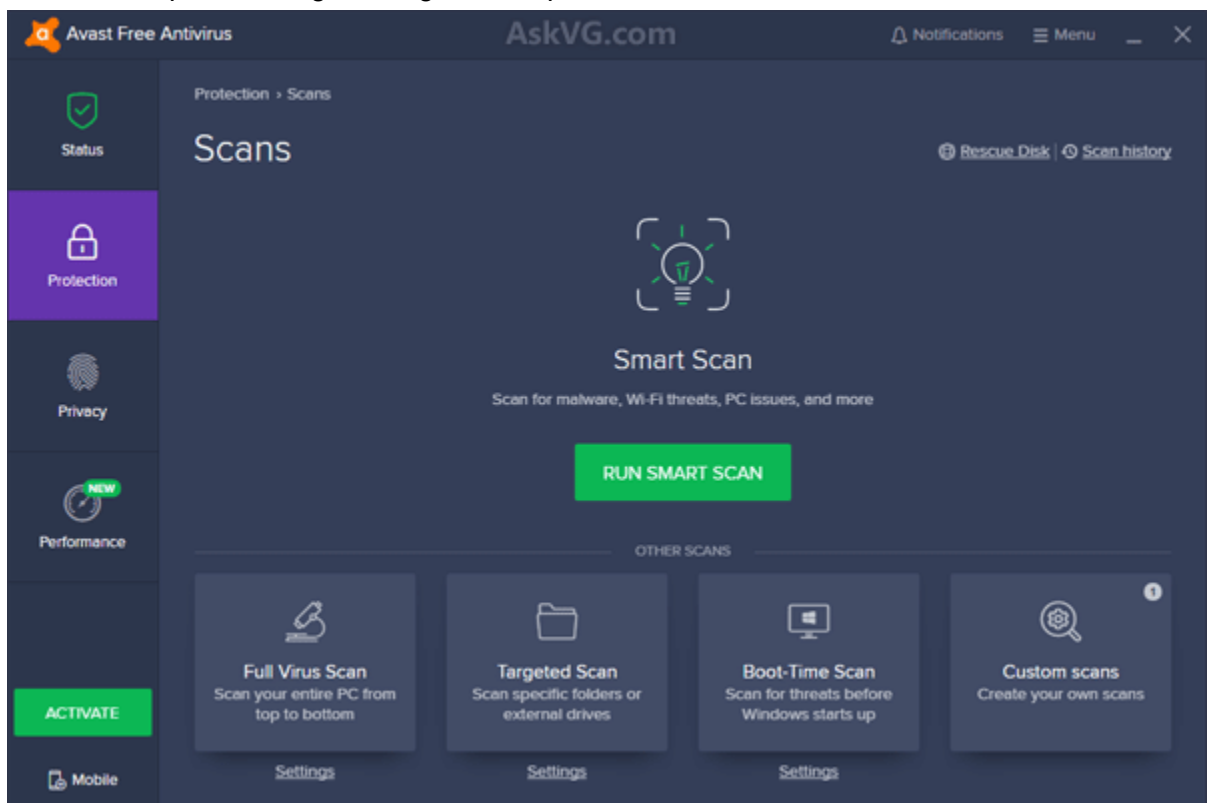 Avast Free Antivirus
AskVG.com
Notifications
Menu
Status
Protection
Privacy
NEW
Performance
ACTIVATE
Mobile
Protection › Scans
Scans
Rescue Disk | Scan history
Smart Scan
Scan for malware, Wi-Fi threats, PC issues, and more
RUN SMART SCAN
OTHER SCANS
Full Virus Scan
Scan your entire PC from
top to bottom
Settings
Targeted Scan
Scan specific folders or
external drives
Settings
Boot-Time Scan
Scan for threats before
Windows starts up
Settings
1
Custom scans
Create your own scans